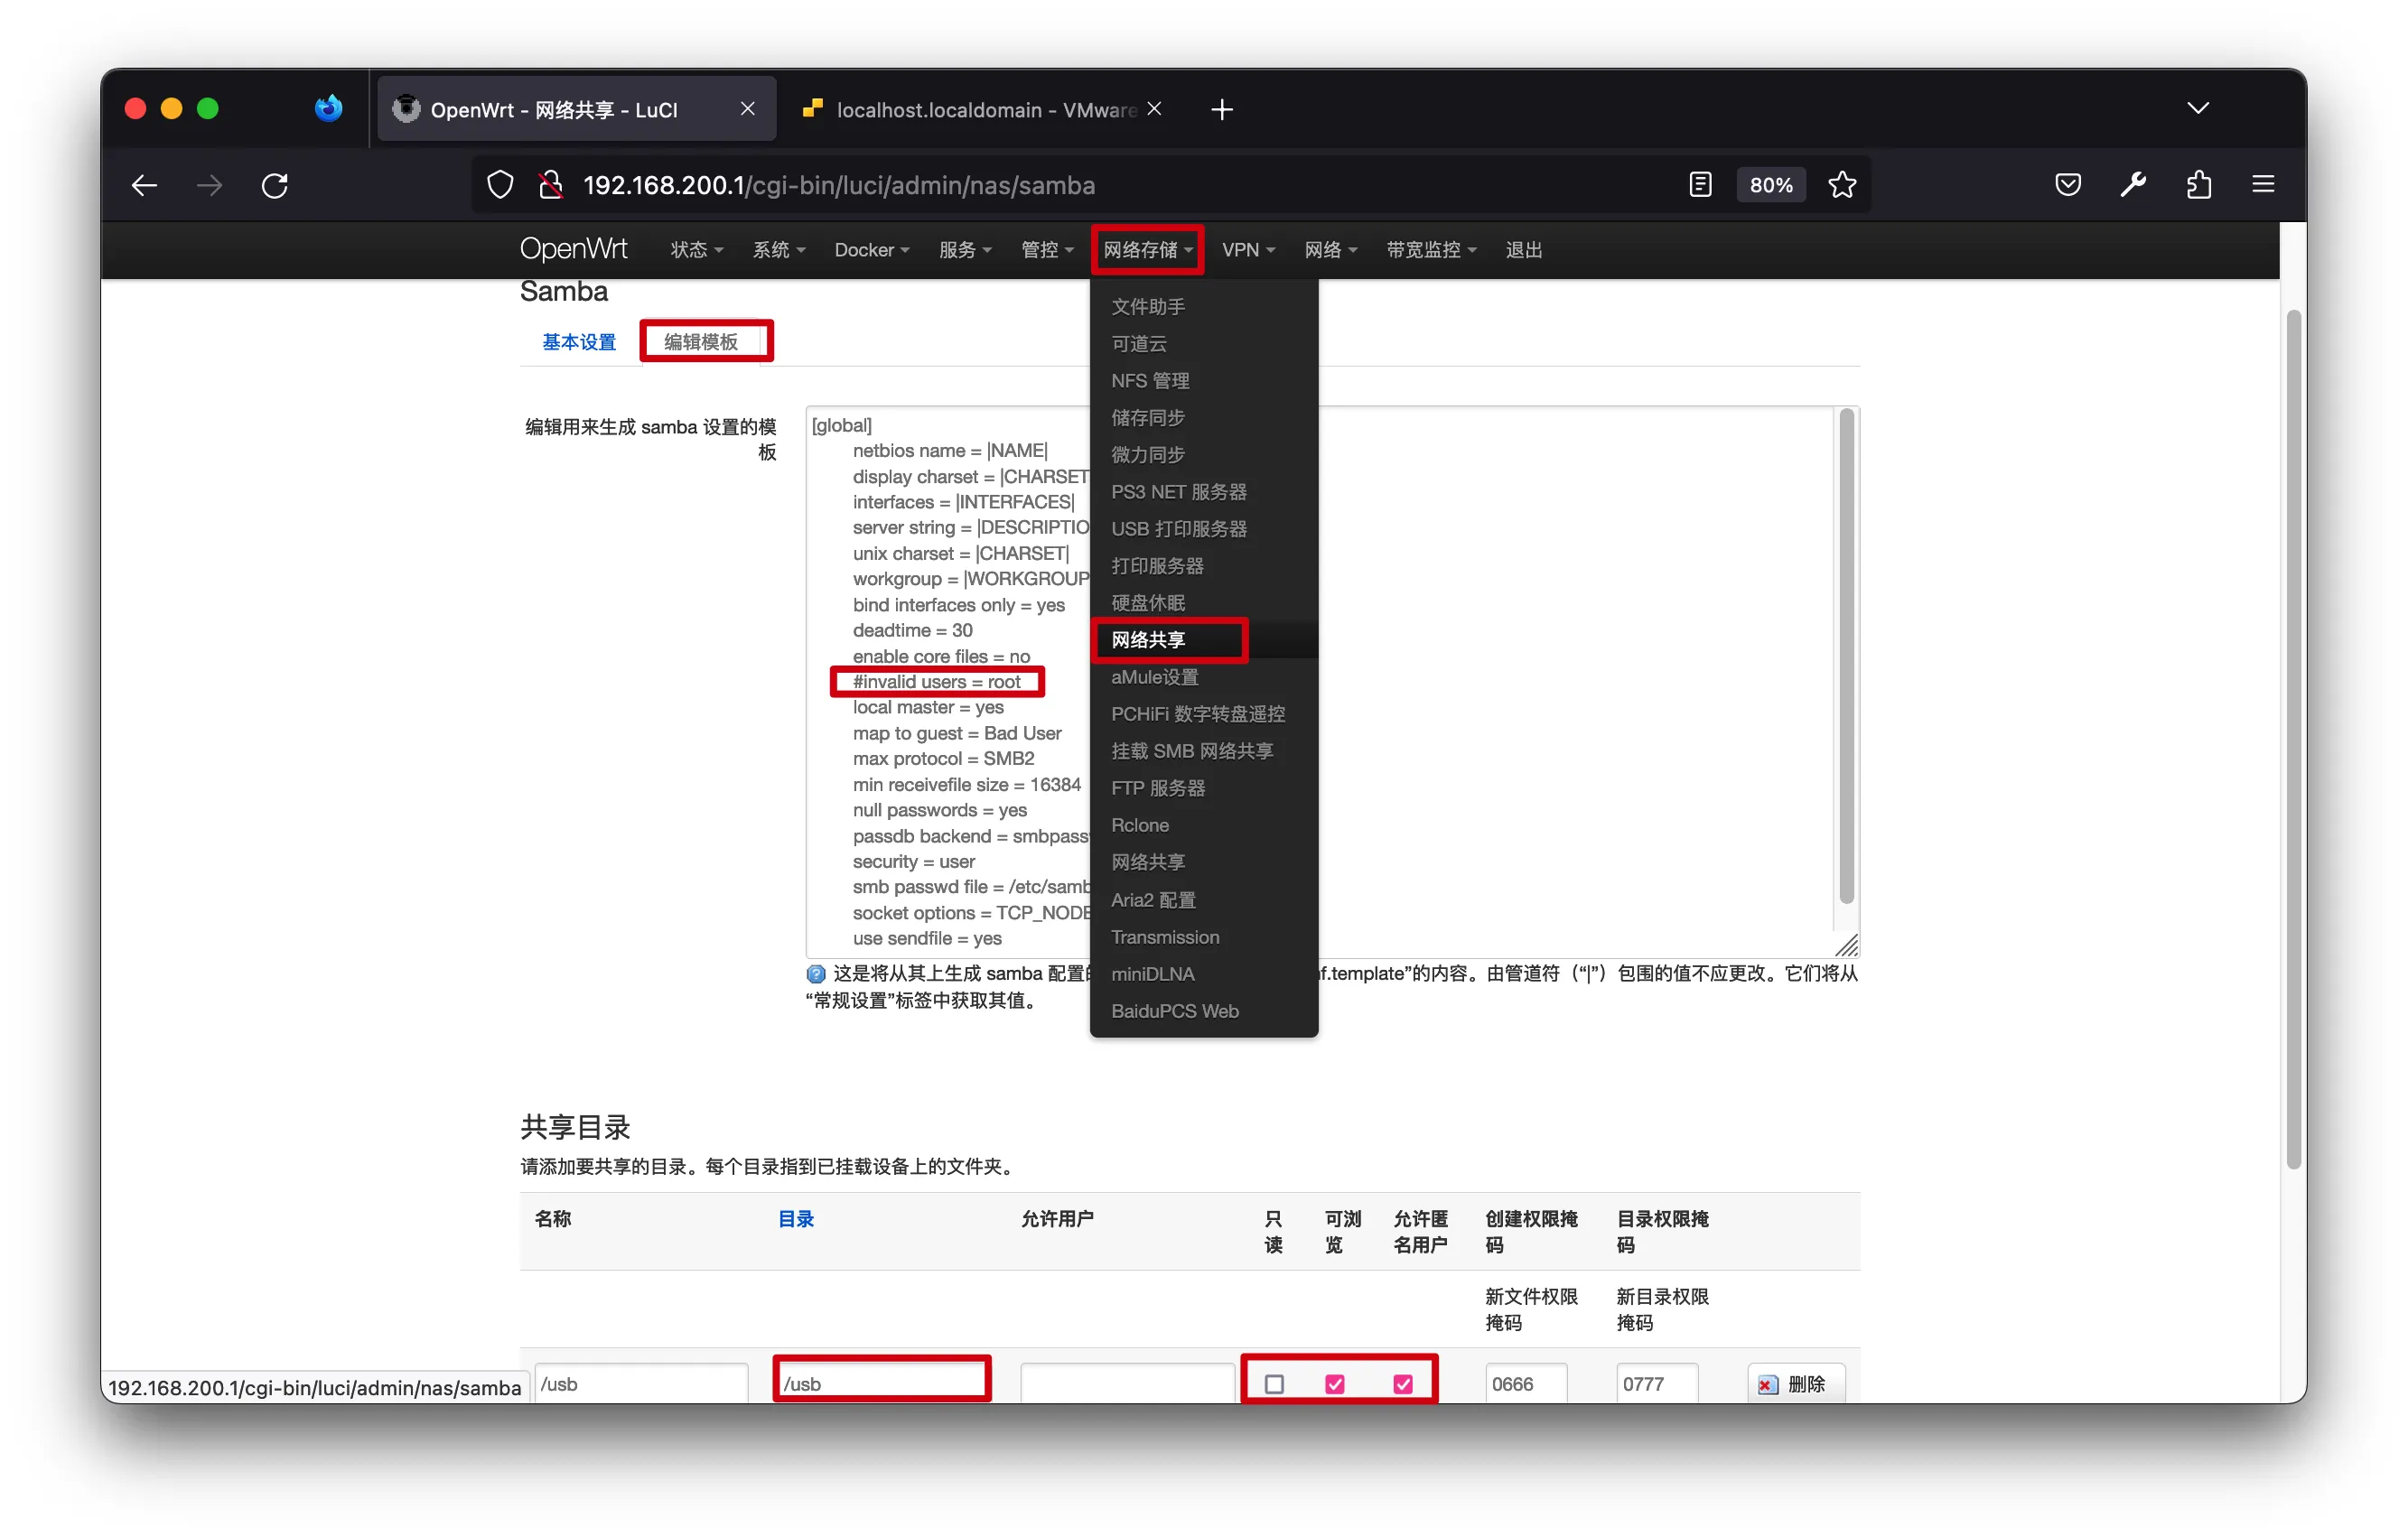 OpenWrt - 网络共享 - LuCI
localhost.localdomain - VMware
192.168.200.1/cgi-bin/luci/admin/nas/samba
80%
OpenWrt 状态 系统 Docker 服务 管控 网络存储 VPN 网络 带宽监控 退出
Samba
基本设置 编辑模板
编辑用来生成 samba 设置的模
板
[global]
netbios name = |NAME|
display charset = |CHARSET
interfaces = |INTERFACES|
server string = |DESCRIPTIO
unix charset = |CHARSET|
workgroup = |WORKGROUP
bind interfaces only = yes
deadtime = 30
enable core files = no
#invalid users = root
local master = yes
map to guest = Bad User
max protocol = SMB2
min receivefile size = 16384
null passwords = yes
passdb backend = smbpass
security = user
smb passwd file = /etc/samb
socket options = TCP_NODE
use sendfile = yes
文件助手
可道云
NFS 管理
储存同步
微力同步
PS3 NET 服务器
USB 打印服务器
打印服务器
硬盘休眠
网络共享
aMule设置
PCHiFi 数字转盘遥控
挂载 SMB 网络共享
FTP 服务器
Rclone
网络共享
Aria2 配置
Transmission
miniDLNA
BaiduPCS Web
这是将从其上生成 samba 配置的 nf.template”的内容。由管道符（“|”）包围的值不应更改。它们将从
“常规设置”标签中获取其值。
共享目录
请添加要共享的目录。每个目录指到已挂载设备上的文件夹。
名称 目录 允许用户 只读 可浏览 允许匿名用户 创建权限掩码 目录权限掩码
新文件权限掩码 新目录权限掩码
/usb /usb 0666 0777 删除
192.168.200.1/cgi-bin/luci/admin/nas/samba